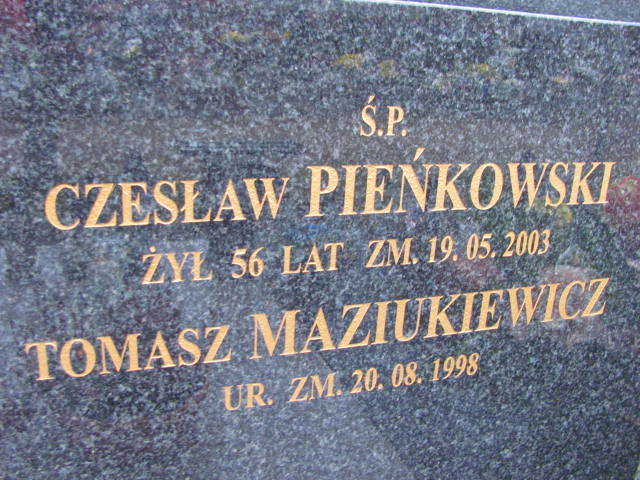 Ś.P.
CZESŁAW PIEŃKOWSKI
ŻYŁ 56 LAT ZM. 19.05.2003
TOMASZ MAZIUKIEWICZ
UR. ZM. 20.08.1998